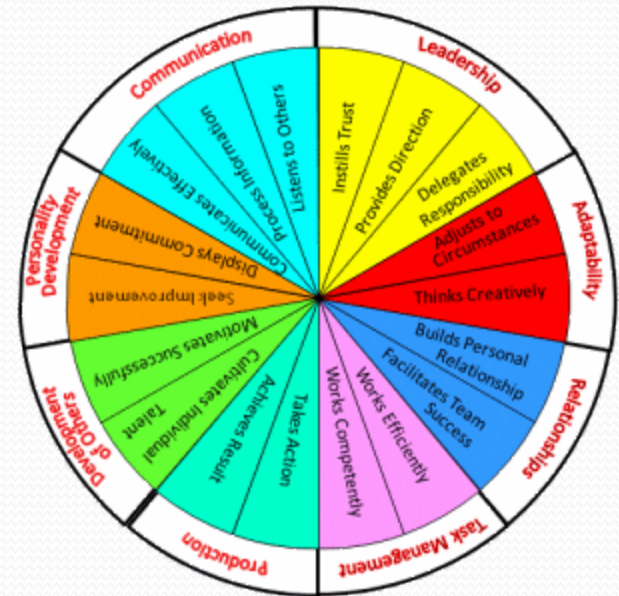 Communication
Leadership
Adaptability
Relationships
Task Management
Production
Development
of Others
Personality
Development
Instills Trust
Provides Direction
Delegates
Responsibility
Adjusts to
Circumstances
Thinks Creatively
Builds Personal
Relationship
Facilitates Team
Success
Works Efficiently
Works Competently
Takes Action
Achieves Result
Cultivates Individual
Talent
Motivates Successfully
Seek Improvement
Displays Commitment
Communicates Effectively
Process Information
Listens to Others